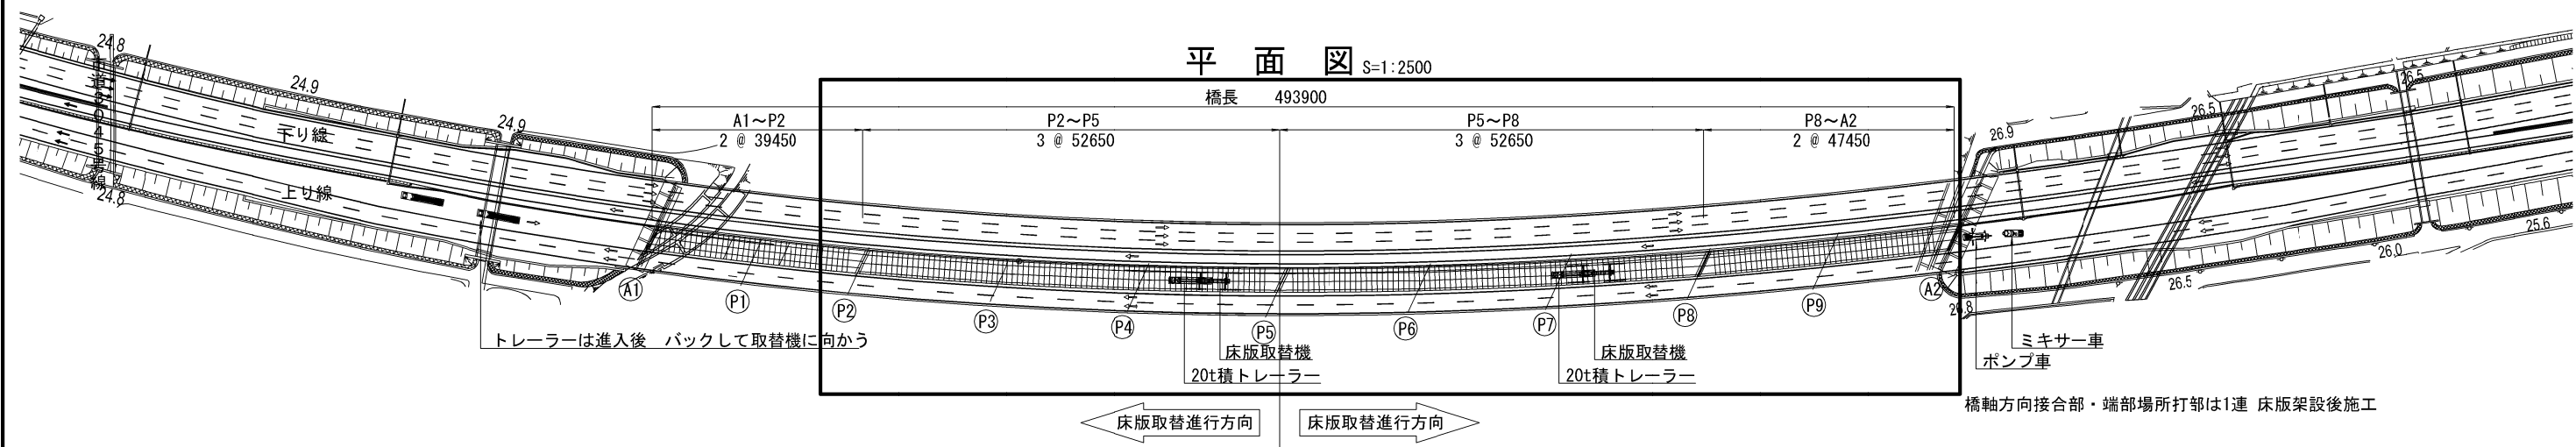 平 面 図 S=1:2500
橋長 493900
A1～P2
2 @ 39450
P2～P5
3 @ 52650
P5～P8
3 @ 52650
P8～A2
2 @ 47450
24.8
24.9
24.9
下り線
上り線
24.8
26.9
26.5
26.5
26.8
26.5
26.0
25.6
A1
P1
P2
P3
P4
P5
P6
P7
P8
P9
A2
トレーラーは進入後 バックして取替機に向かう
床版取替機
20t積トレーラー
床版取替機
20t積トレーラー
ミキサー車
ポンプ車
橋軸方向接合部・端部場所打部は1連 床版架設後施工
床版取替進行方向
床版取替進行方向